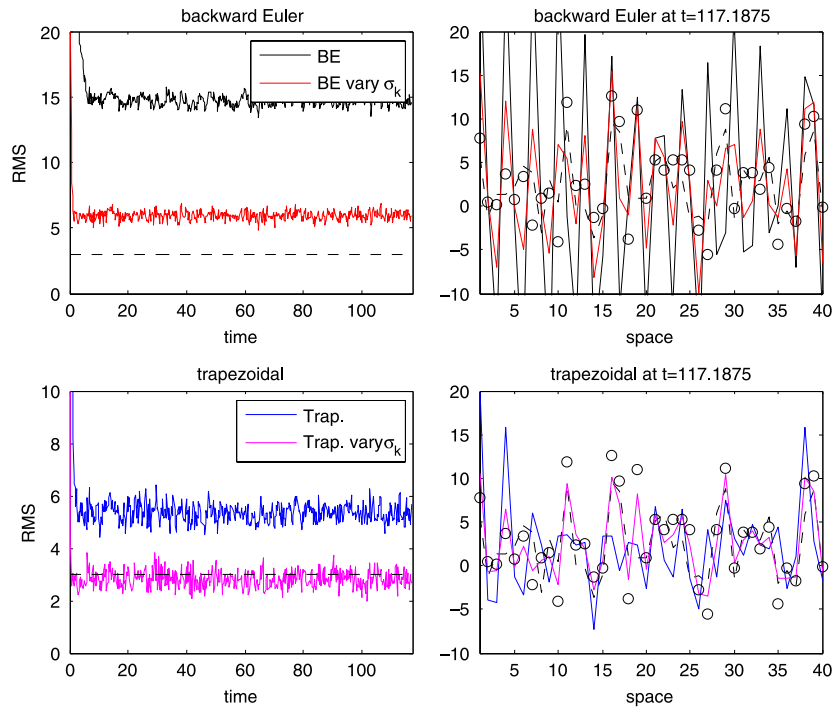 backward Euler
20
15
10
5
0
RMS
BE
BE vary σk
0 20 40 60 80 100
time
backward Euler at t=117.1875
20
15
10
5
0
−5
−10
5 10 15 20 25 30 35 40
space
trapezoidal
10
8
6
4
2
0
RMS
Trap.
Trap. varyσk
0 20 40 60 80 100
time
trapezoidal at t=117.1875
20
15
10
5
0
−5
−10
5 10 15 20 25 30 35 40
space